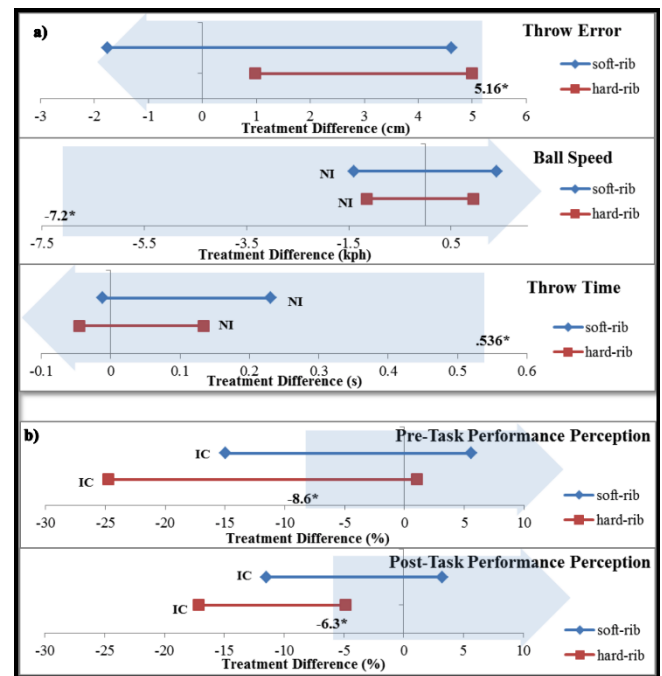 a)
Throw Error
soft-rib
hard-rib
5.16*
-3 -2 -1 0 1 2 3 4 5 6
Treatment Difference (cm)
Ball Speed
NI
soft-rib
NI
hard-rib
-7.2*
-7.5 -5.5 -3.5 -1.5 0.5
Treatment Difference (kph)
Throw Time
NI
NI
soft-rib
.536*
hard-rib
-0.1 0 0.1 0.2 0.3 0.4 0.5 0.6
Treatment Difference (s)
b)
Pre-Task Performance Perception
IC
IC
soft-rib
-8.6*
hard-rib
-30 -25 -20 -15 -10 -5 0 5 10
Treatment Difference (%)
Post-Task Performance Perception
IC
soft-rib
IC
hard-rib
-6.3*
-30 -25 -20 -15 -10 -5 0 5 10
Treatment Difference (%)